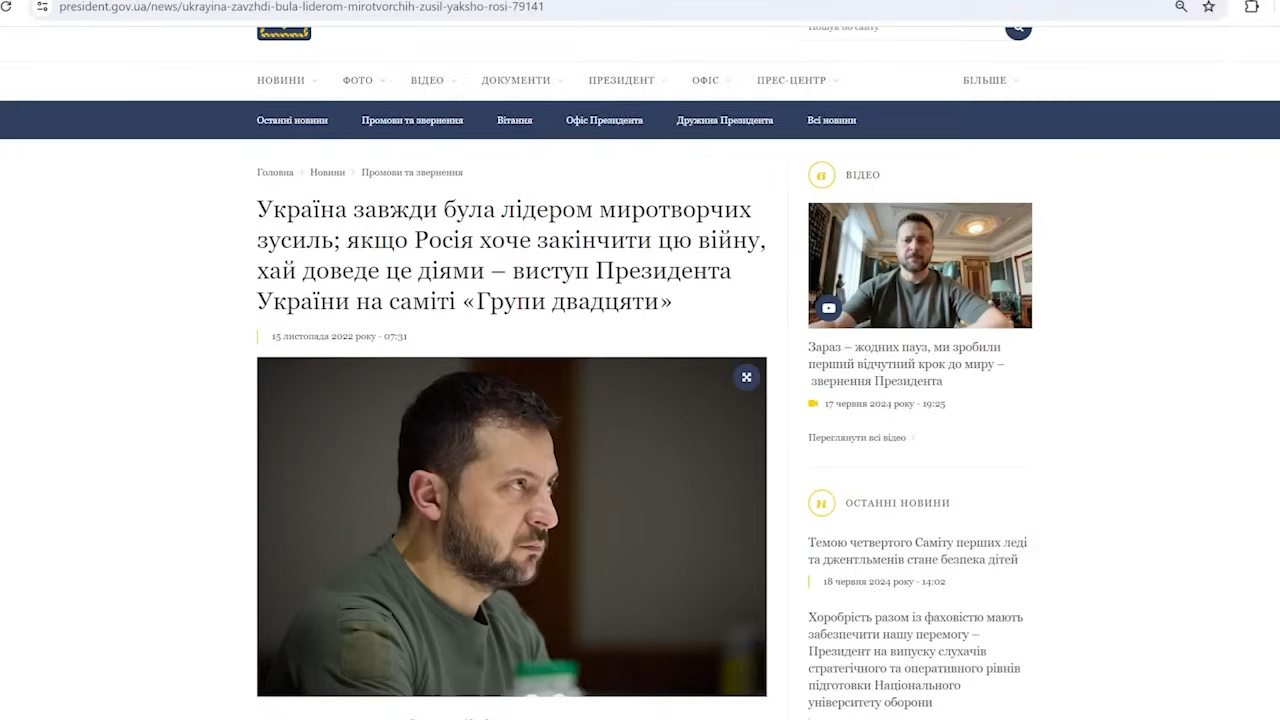 president.gov.ua/news/ukrayina-zavzhdi-bula-liderom-mirotvorchih-zusil-yaksho-rosi-79141
Пошук по сайту
НОВИНИ ФОТО ВІДЕО ДОКУМЕНТИ ПРЕЗИДЕНТ ОФІС ПРЕС-ЦЕНТР БІЛЬШЕ
Останні новини Промови та звернення Вітання Офіс Президента Дружина Президента Всі новини
Головна Новини Промови та звернення
Україна завжди була лідером миротворчих
зусиль; якщо Росія хоче закінчити цю війну,
хай доведе це діями – виступ Президента
України на саміті «Групи двадцяти»
15 листопада 2022 року - 07:31
в ВІДЕО
Зараз – жодних пауз, ми зробили
перший відчутний крок до миру –
звернення Президента
17 червня 2024 року - 19:25
Переглянути всі відео
н ОСТАННІ НОВИНИ
Темою четвертого Саміту перших леді
та джентльменів стане безпека дітей
18 червня 2024 року - 14:02
Хоробрість разом із фаховістю мають
забезпечити нашу перемогу –
Президент на випуску слухачів
стратегічного та оперативного рівнів
підготовки Національного
університету оборони